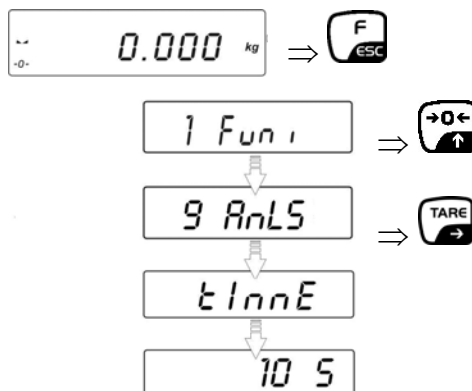 0.000 kg ⇒ F ESC
-0-
1 Funi ⇒ →0← ↑
9 AnLS ⇒ TARE →
tInnE
10 S